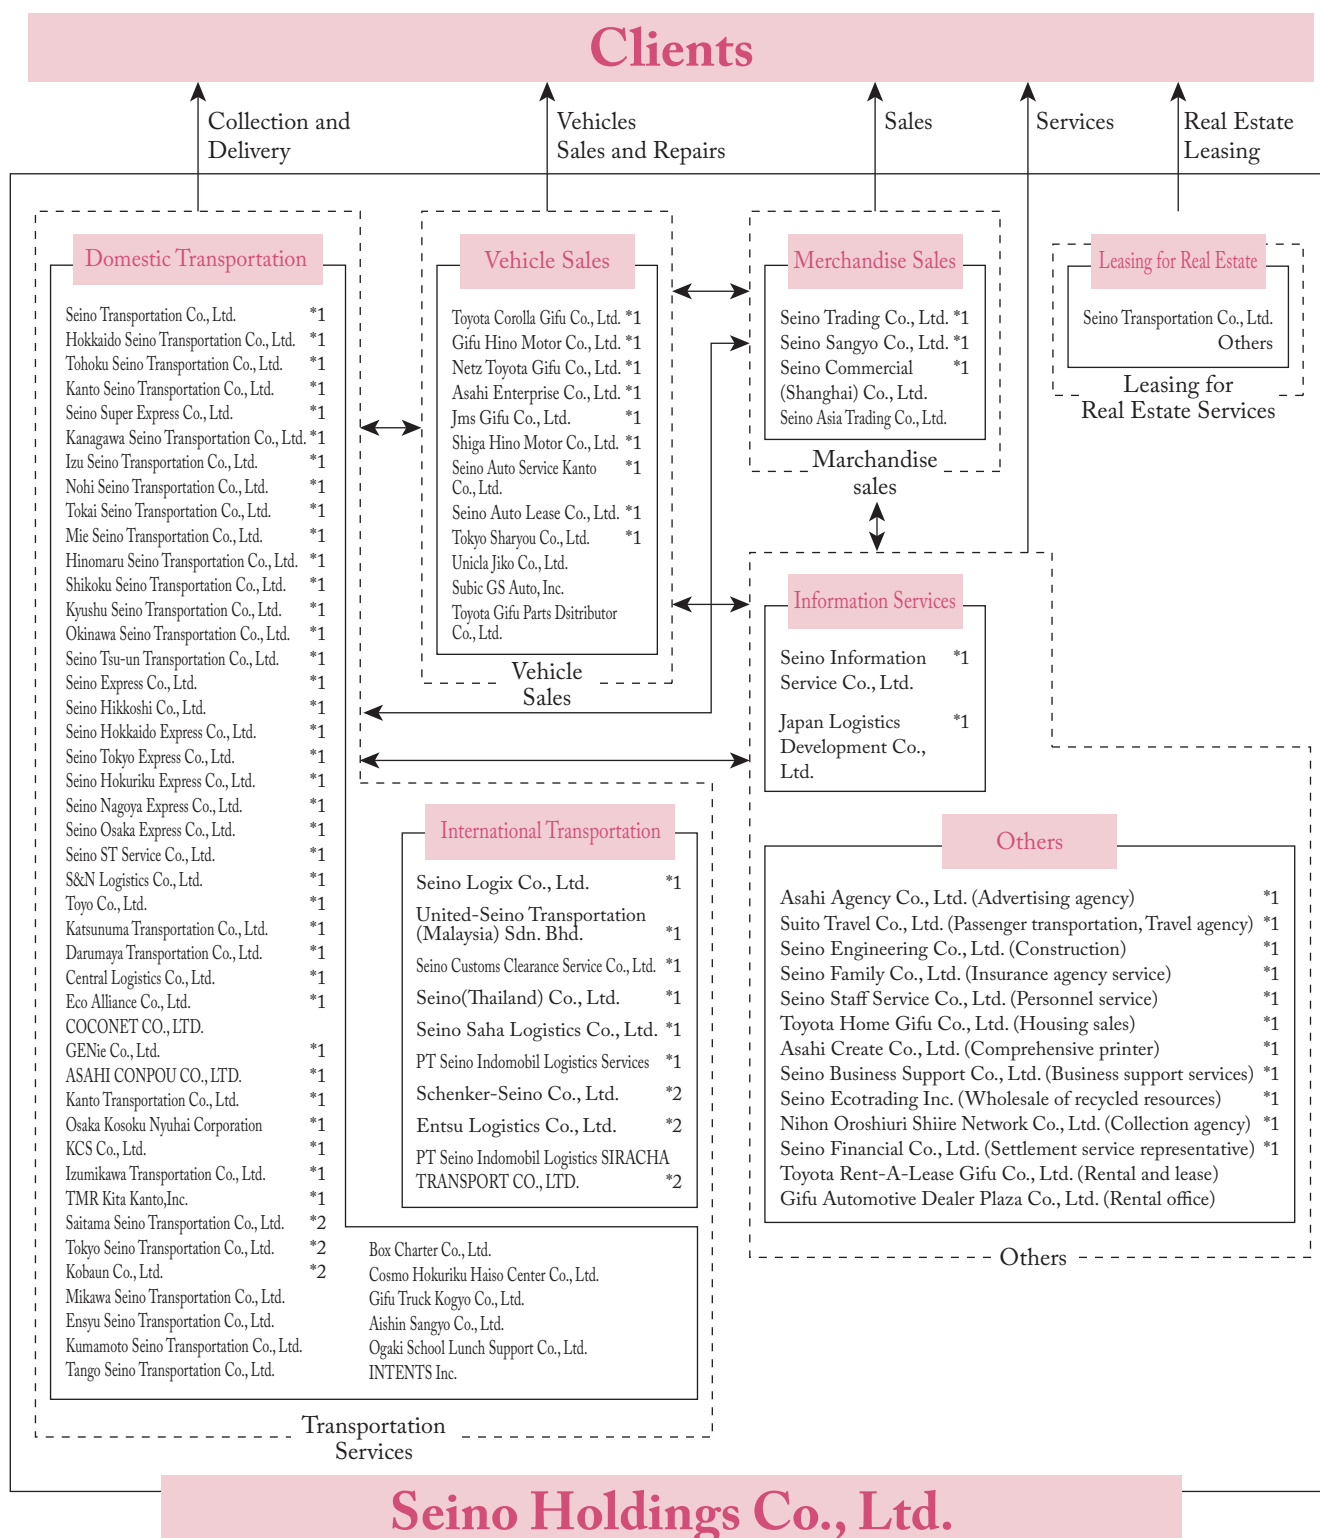 Clients
Collection and
Delivery
Vehicles
Sales and Repairs
Sales
Services
Real Estate
Leasing
Domestic Transportation
Seino Transportation Co., Ltd. *1
Hokkaido Seino Transportation Co., Ltd. *1
Tohoku Seino Transportation Co., Ltd. *1
Kanto Seino Transportation Co., Ltd. *1
Seino Super Express Co., Ltd. *1
Kanagawa Seino Transportation Co., Ltd. *1
Izu Seino Transportation Co., Ltd. *1
Nohi Seino Transportation Co., Ltd. *1
Tokai Seino Transportation Co., Ltd. *1
Mie Seino Transportation Co., Ltd. *1
Hinomaru Seino Transportation Co., Ltd. *1
Shikoku Seino Transportation Co., Ltd. *1
Kyushu Seino Transportation Co., Ltd. *1
Okinawa Seino Transportation Co., Ltd. *1
Seino Tsu-un Transportation Co., Ltd. *1
Seino Express Co., Ltd. *1
Seino Hikkoshi Co., Ltd. *1
Seino Hokkaido Express Co., Ltd. *1
Seino Tokyo Express Co., Ltd. *1
Seino Hokuriku Express Co., Ltd. *1
Seino Nagoya Express Co., Ltd. *1
Seino Osaka Express Co., Ltd. *1
Seino ST Service Co., Ltd. *1
S&N Logistics Co., Ltd. *1
Toyo Co., Ltd. *1
Katsunuma Transportation Co., Ltd. *1
Darumaya Transportation Co., Ltd. *1
Central Logistics Co., Ltd. *1
Eco Alliance Co., Ltd. *1
COCONET CO., LTD.
GENie Co., Ltd. *1
ASAHI CONPOU CO., LTD. *1
Kanto Transportation Co., Ltd. *1
Osaka Kosoku Nyuhai Corporation *1
KCS Co., Ltd. *1
Izumikawa Transportation Co., Ltd. *1
TMR Kita Kanto,Inc. *1
Saitama Seino Transportation Co., Ltd. *2
Tokyo Seino Transportation Co., Ltd. *2
Kobaun Co., Ltd. *2
Mikawa Seino Transportation Co., Ltd.
Ensyu Seino Transportation Co., Ltd.
Kumamoto Seino Transportation Co., Ltd.
Tango Seino Transportation Co., Ltd.
Box Charter Co., Ltd.
Cosmo Hokuriku Haiso Center Co., Ltd.
Gifu Truck Kogyo Co., Ltd.
Aishin Sangyo Co., Ltd.
Ogaki School Lunch Support Co., Ltd.
INTENTS Inc.
International Transportation
Seino Logix Co., Ltd. *1
United-Seino Transportation
(Malaysia) Sdn. Bhd. *1
Seino Customs Clearance Service Co., Ltd. *1
Seino(Thailand) Co., Ltd. *1
Seino Saha Logistics Co., Ltd. *1
PT Seino Indomobil Logistics Services *1
Schenker-Seino Co., Ltd. *2
Entsu Logistics Co., Ltd. *2
PT Seino Indomobil Logistics SIRACHA
TRANSPORT CO., LTD. *2
Transportation
Services
Vehicle Sales
Toyota Corolla Gifu Co., Ltd. *1
Gifu Hino Motor Co., Ltd. *1
Netz Toyota Gifu Co., Ltd. *1
Asahi Enterprise Co., Ltd. *1
Jms Gifu Co., Ltd. *1
Shiga Hino Motor Co., Ltd. *1
Seino Auto Service Kanto *1
Co., Ltd.
Seino Auto Lease Co., Ltd. *1
Tokyo Sharyou Co., Ltd. *1
Unicla Jiko Co., Ltd.
Subic GS Auto, Inc.
Toyota Gifu Parts Dsitributor
Co., Ltd.
Vehicle
Sales
Merchandise Sales
Seino Trading Co., Ltd. *1
Seino Sangyo Co., Ltd. *1
Seino Commercial *1
(Shanghai) Co., Ltd.
Seino Asia Trading Co., Ltd.
Marchandise
sales
Leasing for Real Estate
Seino Transportation Co., Ltd.
Others
Leasing for
Real Estate Services
Information Services
Seino Information *1
Service Co., Ltd.
Japan Logistics *1
Development Co.,
Ltd.
Others
Asahi Agency Co., Ltd. (Advertising agency) *1
Suito Travel Co., Ltd. (Passenger transportation, Travel agency) *1
Seino Engineering Co., Ltd. (Construction) *1
Seino Family Co., Ltd. (Insurance agency service) *1
Seino Staff Service Co., Ltd. (Personnel service) *1
Toyota Home Gifu Co., Ltd. (Housing sales) *1
Asahi Create Co., Ltd. (Comprehensive printer) *1
Seino Business Support Co., Ltd. (Business support services) *1
Seino Ecotrading Inc. (Wholesale of recycled resources) *1
Nihon Oroshiuri Shiire Network Co., Ltd. (Collection agency) *1
Seino Financial Co., Ltd. (Settlement service representative) *1
Toyota Rent-A-Lease Gifu Co., Ltd. (Rental and lease)
Gifu Automotive Dealer Plaza Co., Ltd. (Rental office)
Others
Seino Holdings Co., Ltd.